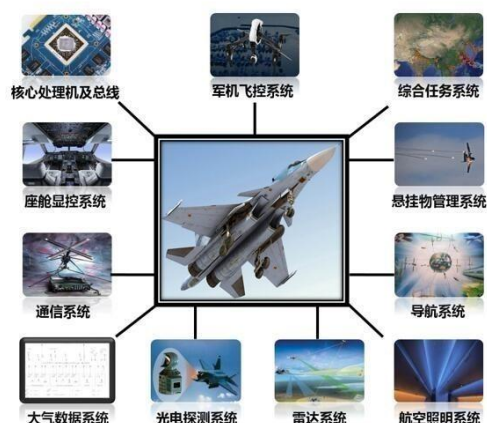 核心处理机及总线
军机飞控系统
综合任务系统
座舱显控系统
悬挂物管理系统
通信系统
导航系统
大气数据系统
光电探测系统
雷达系统
航空照明系统